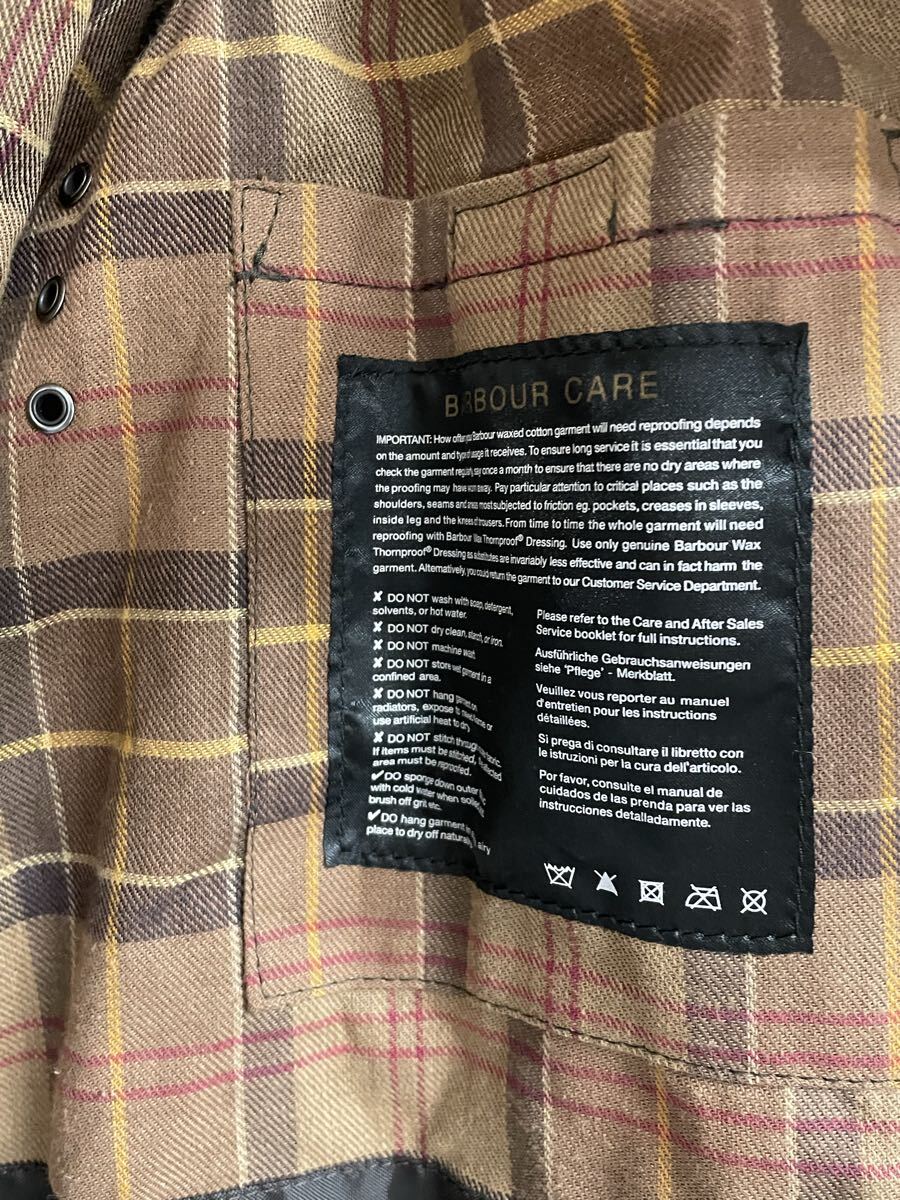 BARBOUR CARE
IMPORTANT: How often your Barbour waxed cotton garment will need reproofing depends
on the amount and type of usage it receives. To ensure long service it is essential that you
check the garment regularly, say once a month to ensure that there are no dry areas where
the proofing may have worn away. Pay particular attention to critical places such as the
shoulders, seams and areas most subjected to friction eg. pockets, creases in sleeves,
inside leg and the knees of trousers. From time to time the whole garment will need
reproofing with Barbour Wax Thornproof® Dressing. Use only genuine Barbour Wax
Thornproof® Dressing as substitutes are invariably less effective and can in fact harm the
garment. Alternatively, you could return the garment to our Customer Service Department.
✘ DO NOT wash with soap, detergent,
solvents, or hot water.
✘ DO NOT dry clean, starch, or iron.
✘ DO NOT machine wash.
✘ DO NOT store wet garment in a
confined area.
✘ DO NOT hang garment on
radiators, expose to naked flame or
use artificial heat to dry.
✘ DO NOT stitch through fabric.
If items must be stitched, affected
area must be reproofed.
✔DO sponge down outer
with cold water when soiled,
brush off grit etc.
✔DO hang garment in airy
place to dry off naturally.
Please refer to the Care and After Sales
Service booklet for full instructions.
Ausführliche Gebrauchsanweisungen
siehe 'Pflege' - Merkblatt.
Veuillez vous reporter au manuel
d'entretien pour les instructions
détaillées.
Si prega di consultare il libretto con
le istruzioni per la cura dell'articolo.
Por favor, consulte el manual de
cuidados de las prenda para ver las
instrucciones detalladamente.